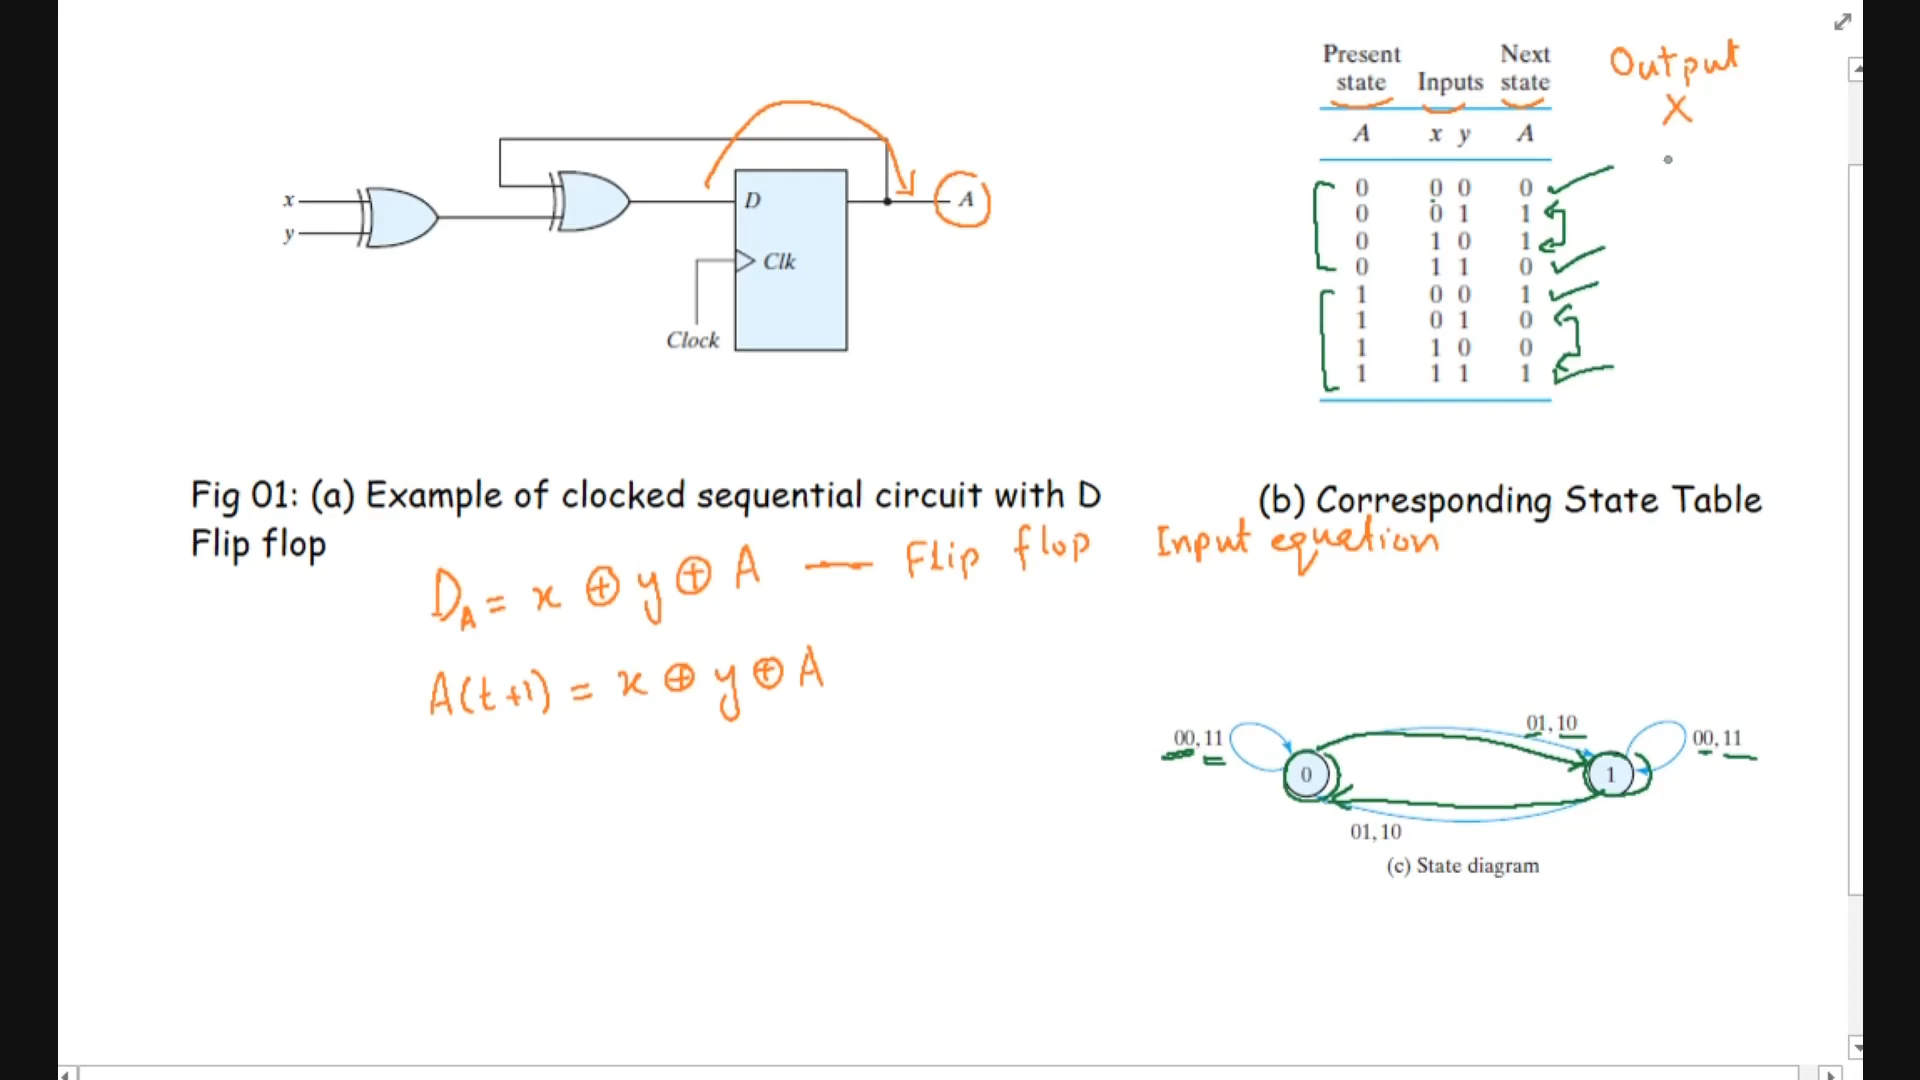 x
y
D
Clk
Clock
A
Present
state
Inputs
Next
state
Output
X
A x y A
0 0 0 0
0 0 1 1
0 1 0 1
0 1 1 0
1 0 0 1
1 0 1 0
1 1 0 0
1 1 1 1
Fig 01: (a) Example of clocked sequential circuit with D
Flip flop
(b) Corresponding State Table
D_A = x ⊕ y ⊕ A — Flip flop Input equation
A(t+1) = x ⊕ y ⊕ A
00, 11
0
01, 10
1
00, 11
01, 10
(c) State diagram